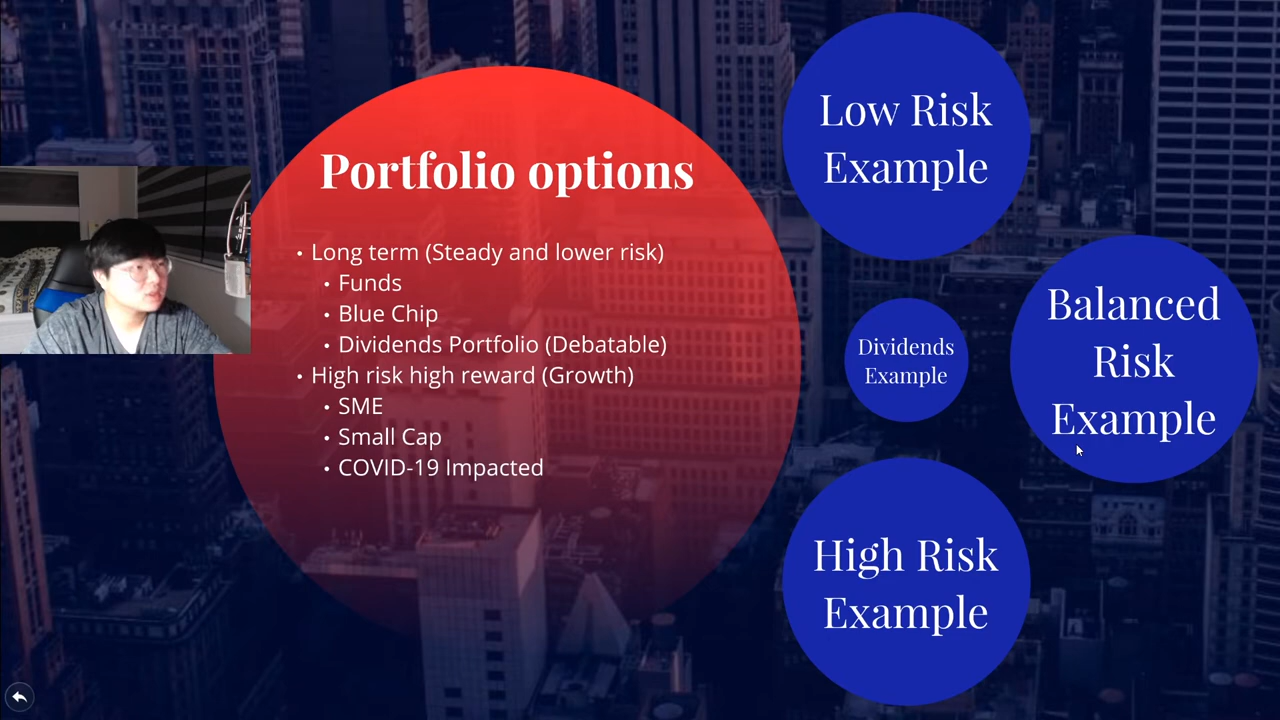 Portfolio options
• Long term (Steady and lower risk)
• Funds
• Blue Chip
• Dividends Portfolio (Debatable)
• High risk high reward (Growth)
• SME
• Small Cap
• COVID-19 Impacted
Low Risk
Example
Dividends
Example
Balanced
Risk
Example
High Risk
Example